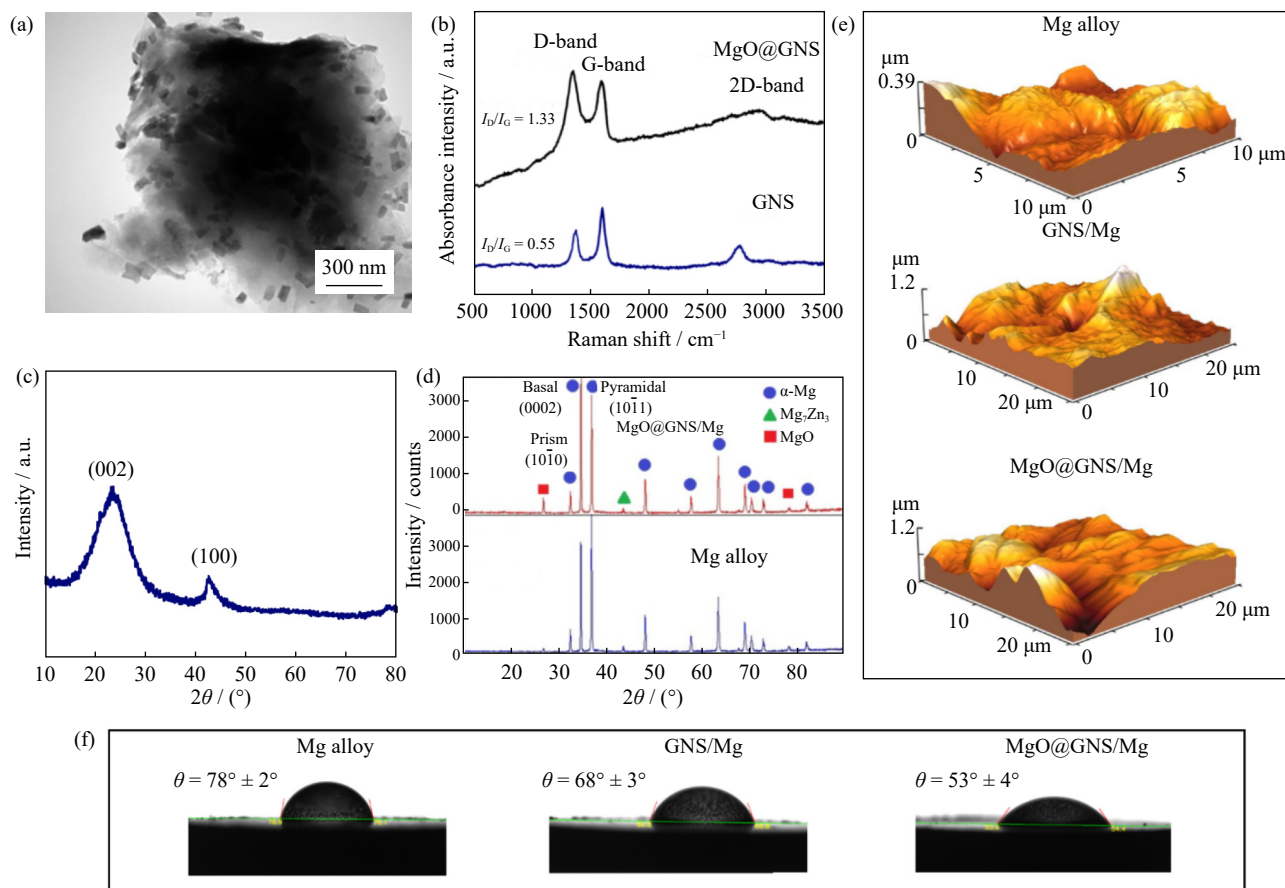 (a)
300 nm
(b)
D-band
G-band
MgO@GNS
2D-band
I_D/I_G = 1.33
GNS
I_D/I_G = 0.55
Absorbance intensity / a.u.
500 1000 1500 2000 2500 3000 3500
Raman shift / cm⁻¹
(c)
(002)
(100)
Intensity / a.u.
10 20 30 40 50 60 70 80
2θ / (°)
(d)
Basal
(0002)
Pyramidal
(101̄1)
Prism
(101̄0)
MgO@GNS/Mg
α-Mg
Mg₇Zn₃
MgO
3000
2000
1000
0
Mg alloy
3000
2000
1000
0
Intensity / counts
10 20 30 40 50 60 70 80
2θ / (°)
(e)
Mg alloy
μm
0.39
0
5
10 μm
0
5
10 μm
GNS/Mg
μm
1.2
0
10
20 μm
0
10
20 μm
MgO@GNS/Mg
μm
1.2
0
10
20 μm
0
10
20 μm
(f)
Mg alloy
θ = 78° ± 2°
GNS/Mg
θ = 68° ± 3°
MgO@GNS/Mg
θ = 53° ± 4°